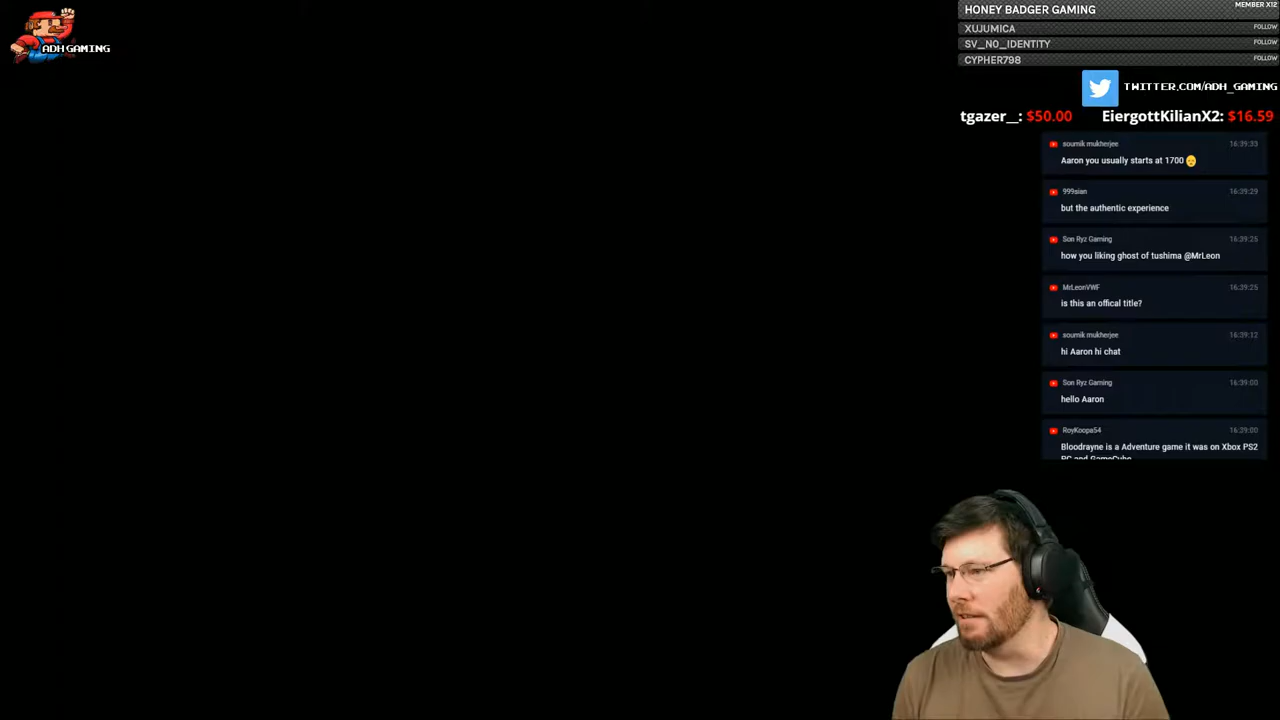 ADH GAMING
HONEY BADGER GAMING MEMBER X12
XUJUMICA FOLLOW
SV_NO_IDENTITY FOLLOW
CYPHER798 FOLLOW
TWITTER.COM/ADH_GAMING
tgazer__: $50.00 EiergottKilianX2: $16.59
soumik mukherjee 16:39:33
Aaron you usually starts at 1700
999sian 16:39:29
but the authentic experience
Son Ryz Gaming 16:39:25
how you liking ghost of tushima @MrLeon
MrLeonVWF 16:39:25
is this an offical title?
soumik mukherjee 16:39:12
hi Aaron hi chat
Son Ryz Gaming 16:39:00
hello Aaron
RoyKoopa54 16:39:00
Bloodrayne is a Adventure game it was on Xbox PS2
PC and GameCube